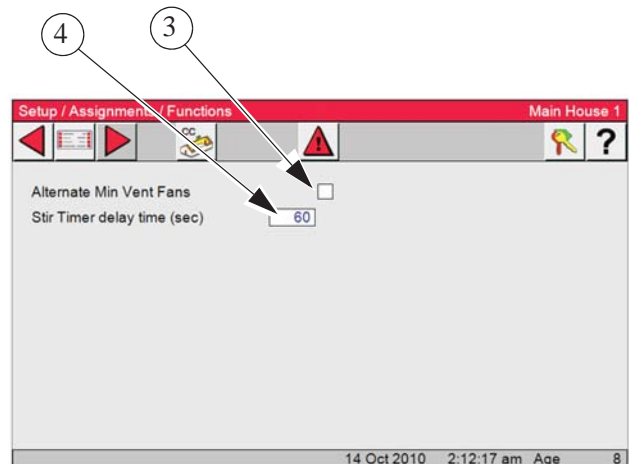 4 3
Setup / Assignments / Functions Main House 1
CC ?
Alternate Min Vent Fans
Stir Timer delay time (sec) 60
14 Oct 2010 2:12:17 am Age 8